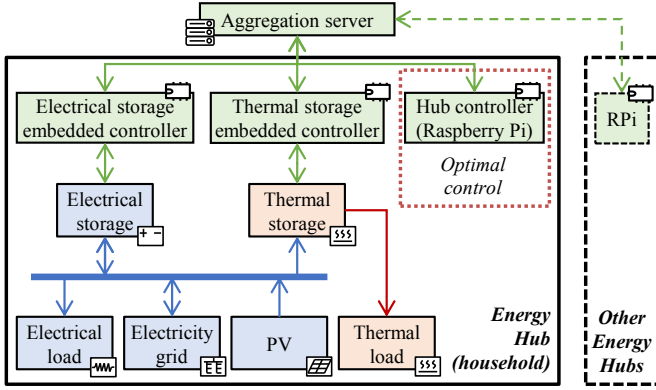 Aggregation server
Electrical storage
embedded controller
Thermal storage
embedded controller
Hub controller
(Raspberry Pi)
RPi
Optimal
control
Electrical
storage
Thermal
storage
Electrical
load
Electricity
grid
PV
Thermal
load
Energy
Hub
(household)
Other
Energy
Hubs